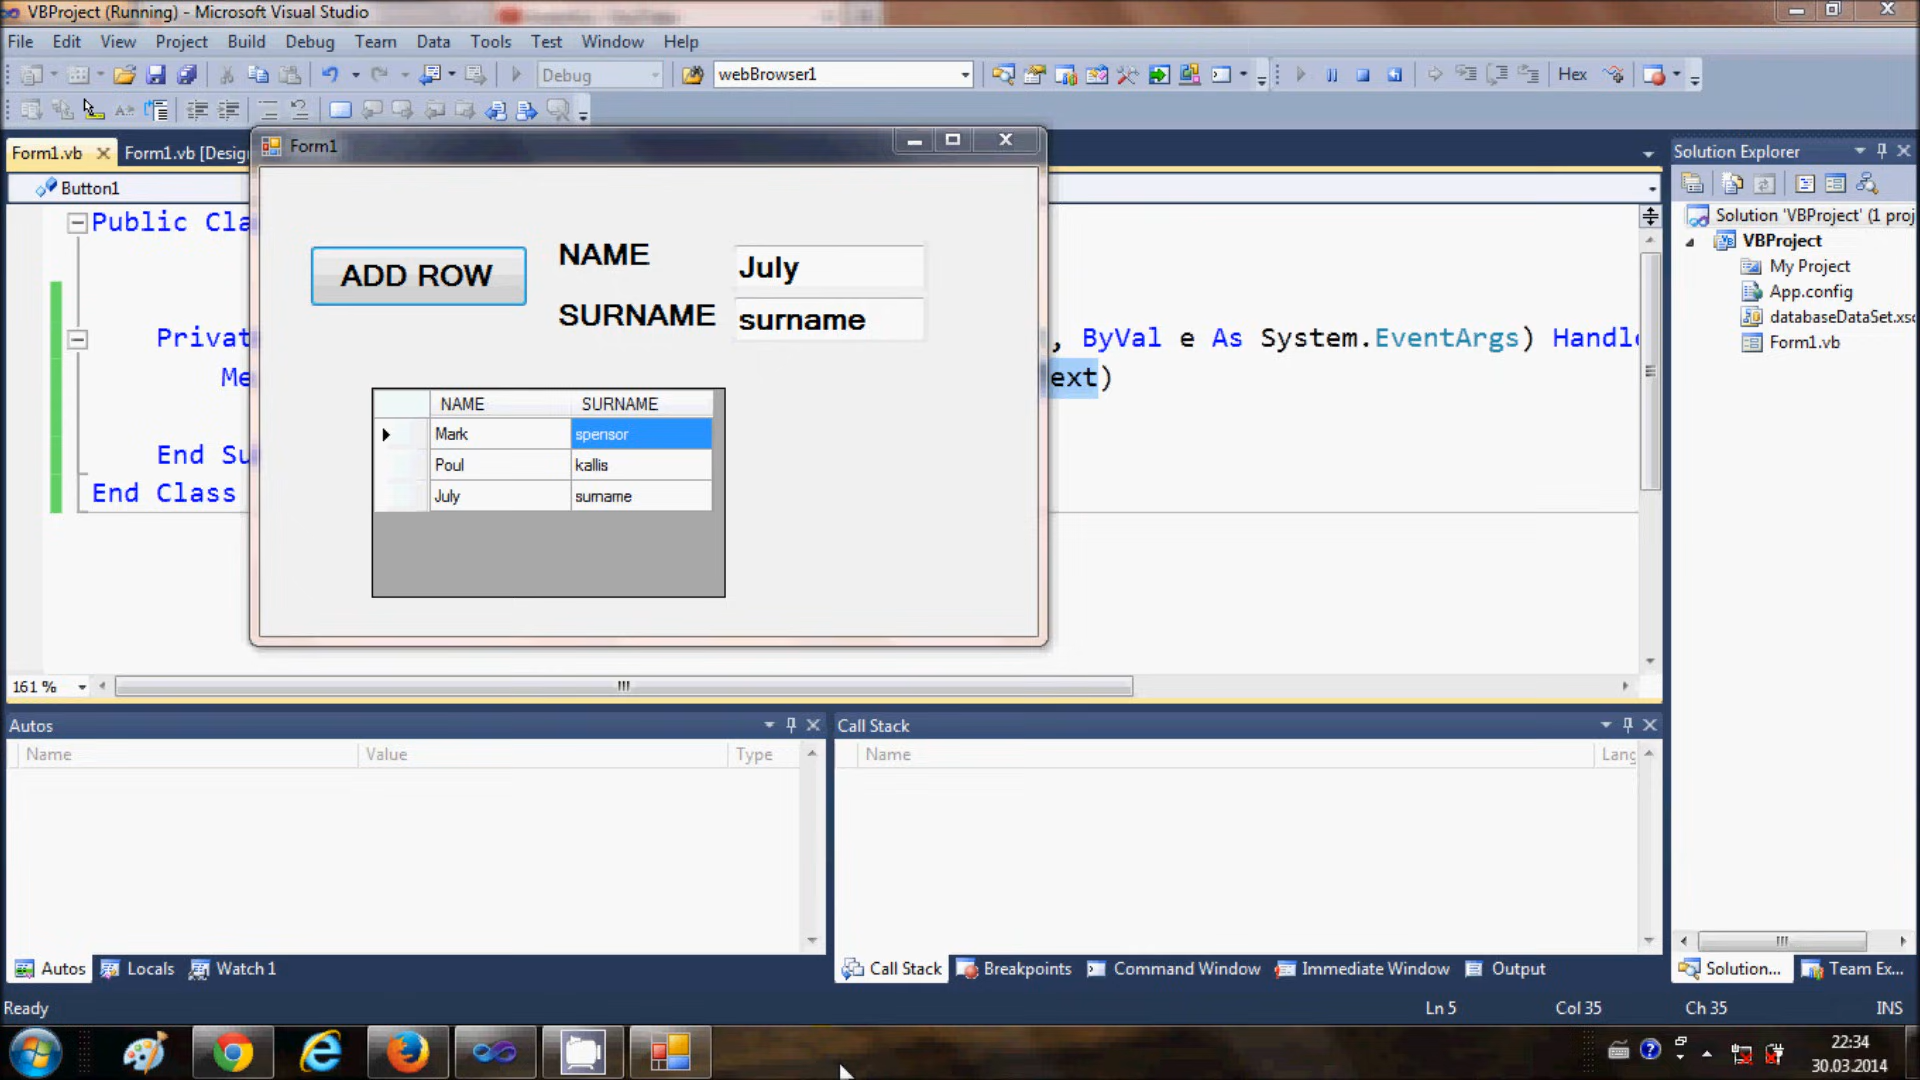 VBProject (Running) - Microsoft Visual Studio
File Edit View Project Build Debug Team Data Tools Test Window Help
Debug webBrowser1 Hex
Form1.vb Form1.vb [Desig
Form1
Solution Explorer
Button1
Public Cla
ADD ROW NAME July
SURNAME surname
Privat , ByVal e As System.EventArgs) Handl
Me ext)
NAME SURNAME
Mark spensor
Poul kallis
July surname
End Su
End Class
Solution 'VBProject' (1 proj
VBProject
My Project
App.config
databaseDataSet.xsc
Form1.vb
161 %
Autos
Name Value Type
Call Stack
Name Lang
Autos Locals Watch 1
Call Stack Breakpoints Command Window Immediate Window Output
Solution... Team Ex...
Ready Ln 5 Col 35 Ch 35 INS
22:34
30.03.2014